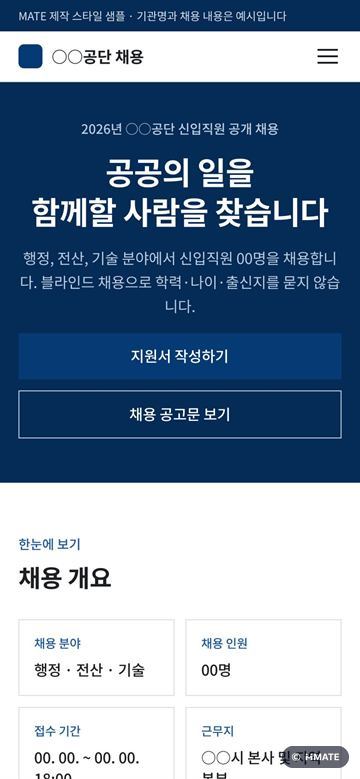 MATE 제작 스타일 샘플 · 기관명과 채용 내용은 예시입니다
○○공단 채용
2026년 ○○공단 신입직원 공개 채용
공공의 일을
함께할 사람을 찾습니다
행정, 전산, 기술 분야에서 신입직원 00명을 채용합니
다. 블라인드 채용으로 학력·나이·출신지를 묻지 않습
니다.
지원서 작성하기
채용 공고문 보기
한눈에 보기
채용 개요
채용 분야
행정 · 전산 · 기술
채용 인원
00명
접수 기간
00. 00. ~ 00. 00.
18:00
근무지
○○시 본사 및
본부
© HMATE